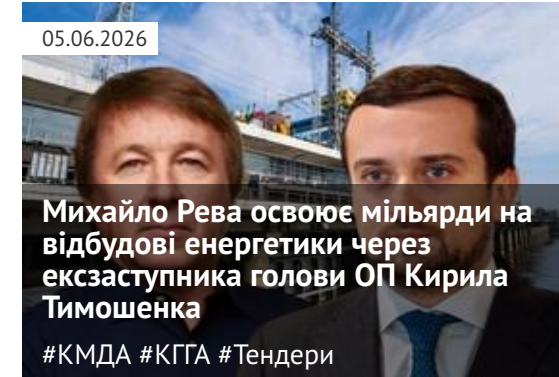 05.06.2026
Михайло Рева освоює мільярди на
відбудові енергетики через
ексзаступника голови ОП Кирила
Тимошенка
#КМДА #КГГА #Тендери